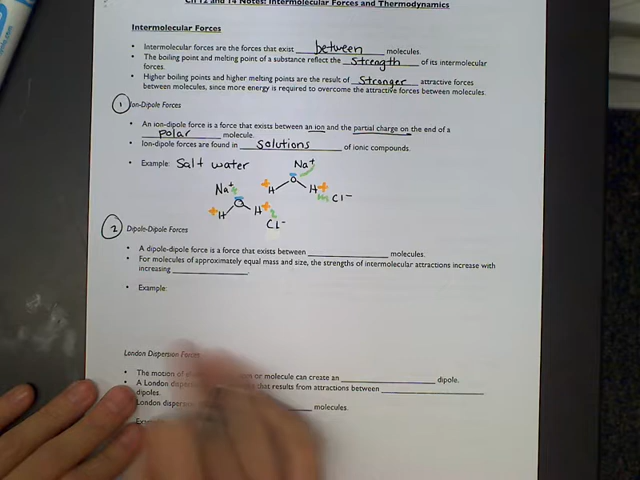 Ch 12 and 14 Notes: Intermolecular Forces and Thermodynamics
Intermolecular Forces
• Intermolecular forces are the forces that exist between molecules.
• The boiling point and melting point of a substance reflect the strength of its intermolecular
forces.
• Higher boiling points and higher melting points are the result of Stronger attractive forces
between molecules, since more energy is required to overcome the attractive forces between molecules.
1 Ion-Dipole Forces
• An ion-dipole force is a force that exists between an ion and the partial charge on the end of a
polar molecule.
• Ion-dipole forces are found in solutions of ionic compounds.
• Example: Salt water
Na+
O
H H
Cl-
Na+
O
H H
Cl-
2 Dipole-Dipole Forces
• A dipole-dipole force is a force that exists between molecules.
• For molecules of approximately equal mass and size, the strengths of intermolecular attractions increase with
increasing .
• Example:
London Dispersion Forces
• The motion of or molecule can create an dipole.
• A London that results from attractions between
dipoles.
London molecules.